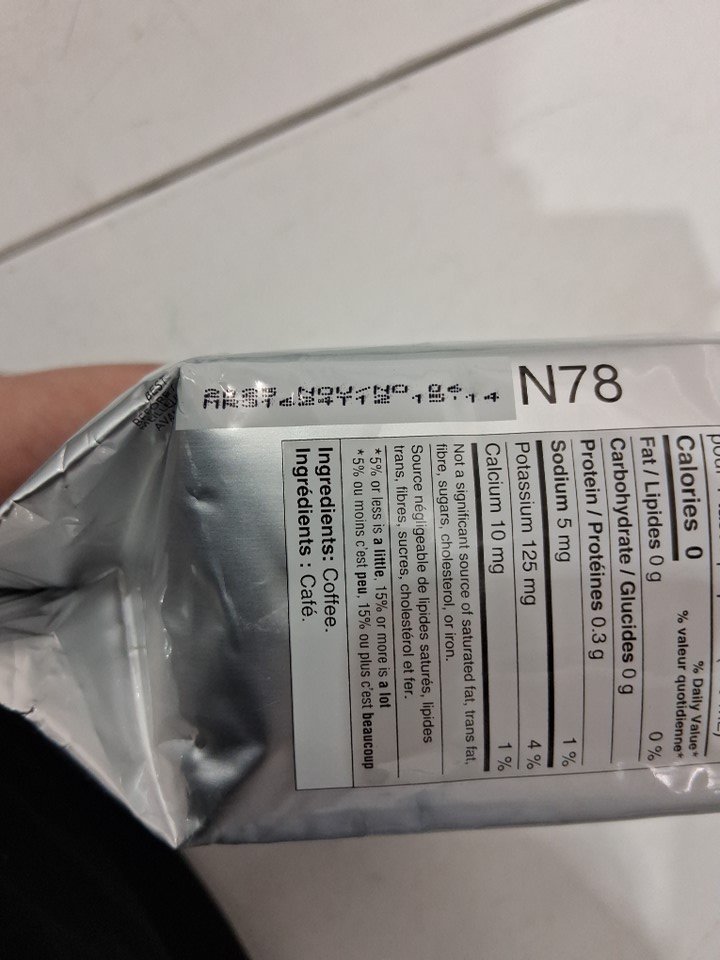 N78
Calories 0
% Daily Value*
% valeur quotidienne*
Fat / Lipides 0 g 0 %
Carbohydrate / Glucides 0 g
Protein / Protéines 0.3 g
Sodium 5 mg 1 %
Potassium 125 mg 4 %
Calcium 10 mg 1 %
Not a significant source of saturated fat, trans fat,
fibre, sugars, cholesterol, or iron.
Source négligeable de lipides saturés, lipides
trans, fibres, sucres, cholestérol et fer.
*5% or less is a little, 15% or more is a lot
*5% ou moins c'est peu, 15% ou plus c'est beaucoup
Ingredients: Coffee.
Ingrédients : Café.
BEST